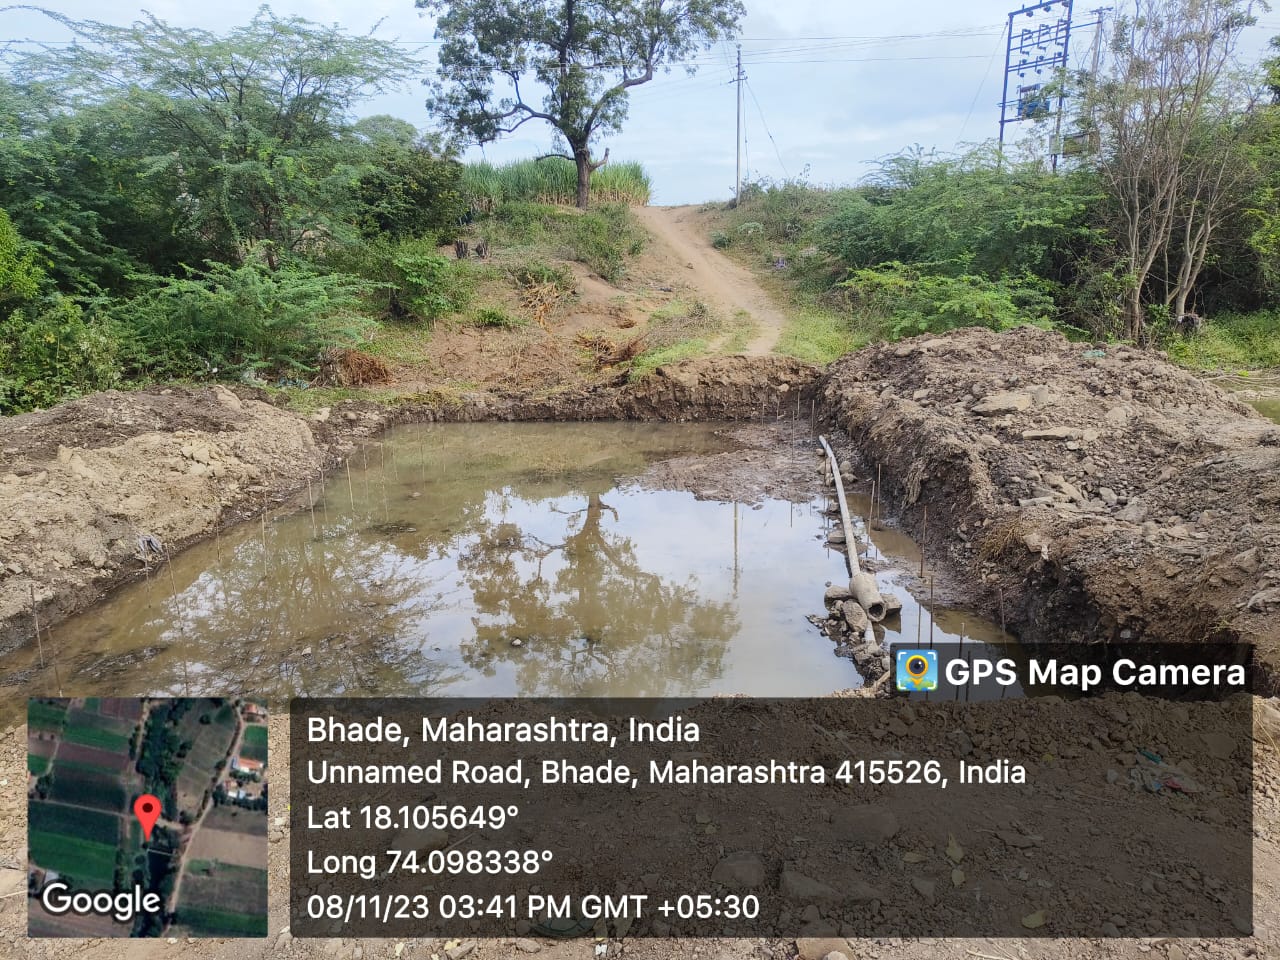 GPS Map Camera
Bhade, Maharashtra, India
Unnamed Road, Bhade, Maharashtra 415526, India
Lat 18.105649°
Long 74.098338°
08/11/23 03:41 PM GMT +05:30
Google